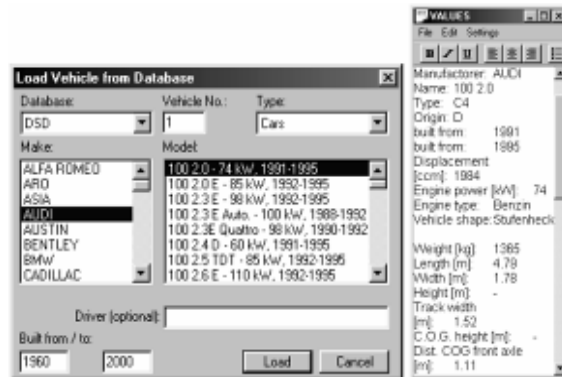 Load Vehicle from Database
Database: Vehicle No.: Type:
DSD 1 Cars
Make: Model:
ALFA ROMEO
ARO
ASIA
AUDI
AUSTIN
BENTLEY
BMW
CADILLAC
100 2.0 - 74 kW, 1991-1995
100 2.0 E - 85 kW, 1992-1995
100 2.3 E - 98 kW, 1992-1995
100 2.3 E Auto. - 100 kW, 1988-1992
100 2.3E Quattro - 98 kW, 1990-1992
100 2.4 D - 60 kW, 1991-1995
100 2.5 TDT - 85 kW, 1992-1995
100 2.6 E - 110 kW, 1992-1995
Driver (optional):
Built from / to:
1960 2000 Load Cancel
VALUES
File Edit Settings
B I U
Manufacturer: AUDI
Name: 100 2.0
Type: C4
Origin: D
built from: 1991
built from: 1995
Displacement
[ccm]: 1984
Engine power [kW]: 74
Engine type: Benzin
Vehicle shape: Stufenheck
Weight [kg]: 1365
Length [m]: 4.79
Width [m]: 1.78
Height [m]: -
Track width
[m]: 1.52
C.O.G. height [m]: -
Dist. COG front axle
[m]: 1.11